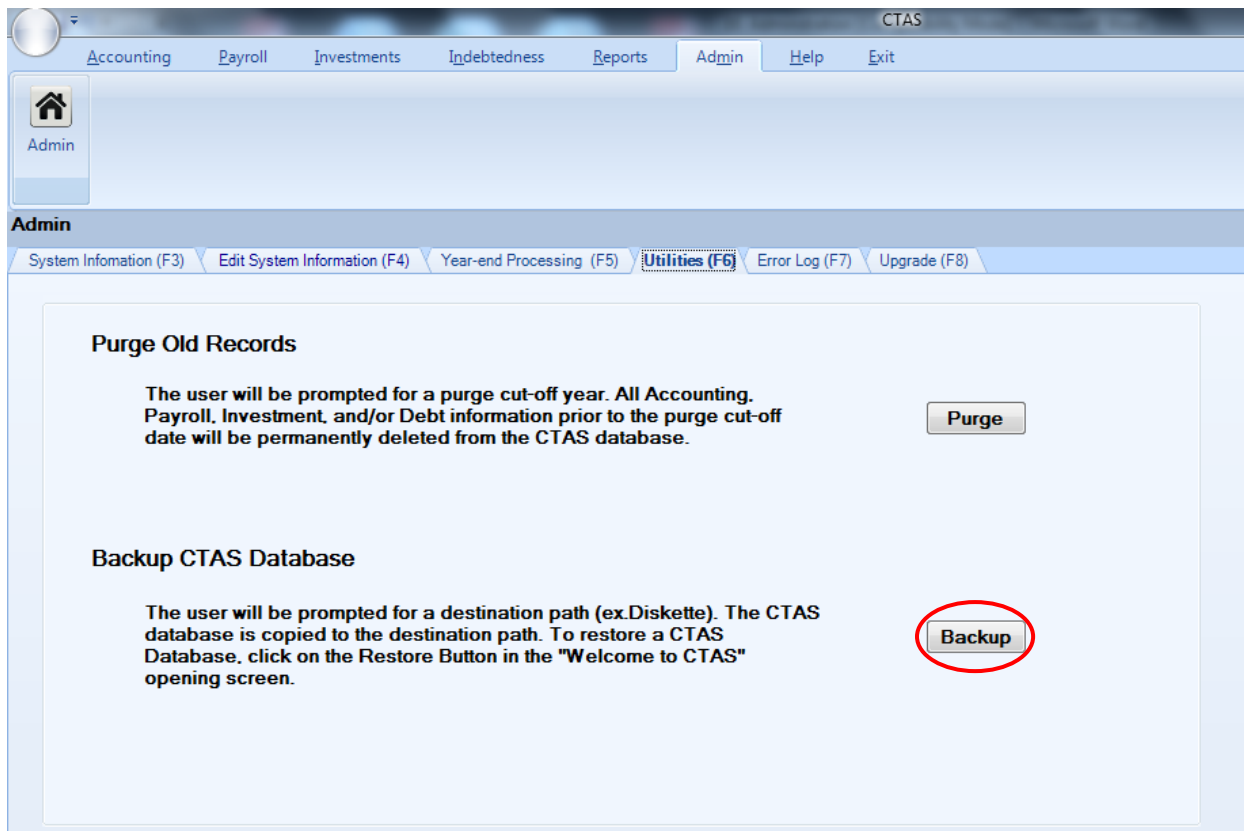 CTAS
Accounting Payroll Investments Indebtedness Reports Admin Help Exit
Admin
Admin
System Infomation (F3) Edit System Information (F4) Year-end Processing (F5) Utilities (F6) Error Log (F7) Upgrade (F8)
Purge Old Records
The user will be prompted for a purge cut-off year. All Accounting,
Payroll, Investment, and/or Debt information prior to the purge cut-off
date will be permanently deleted from the CTAS database.
Purge
Backup CTAS Database
The user will be prompted for a destination path (ex.Diskette). The CTAS
database is copied to the destination path. To restore a CTAS
Database, click on the Restore Button in the "Welcome to CTAS"
opening screen.
Backup